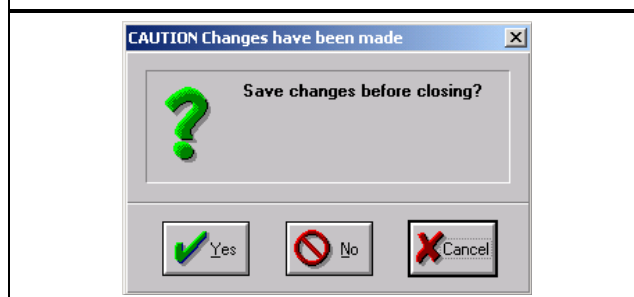 CAUTION Changes have been made
Save changes before closing?
Yes No Cancel